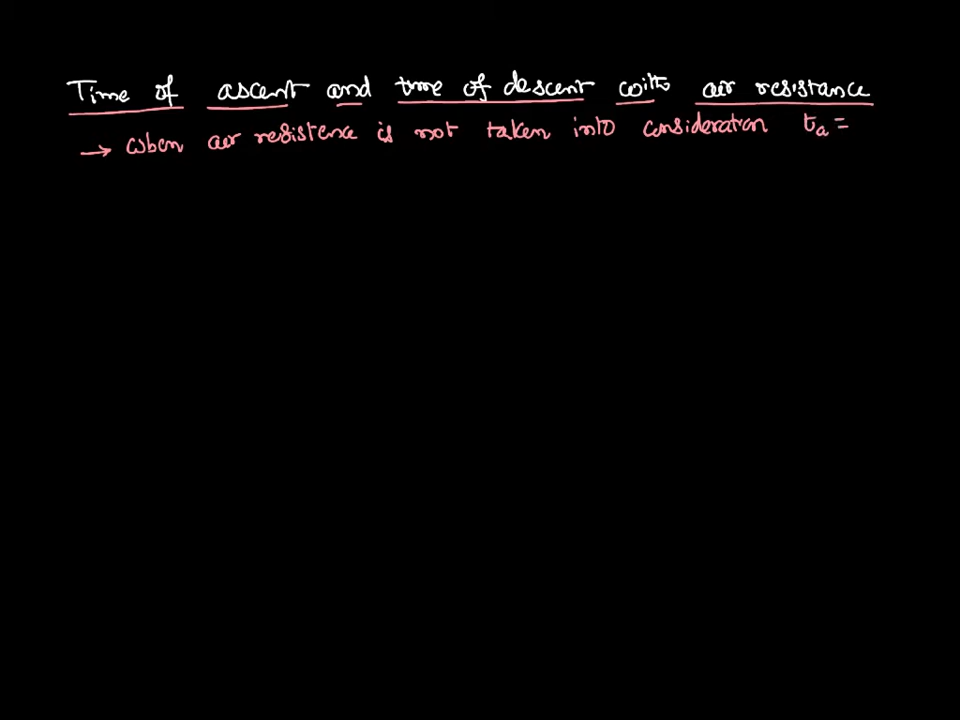 Time of ascent and time of descent with air resistance
→ when air resistence is not taken into consideration ta =